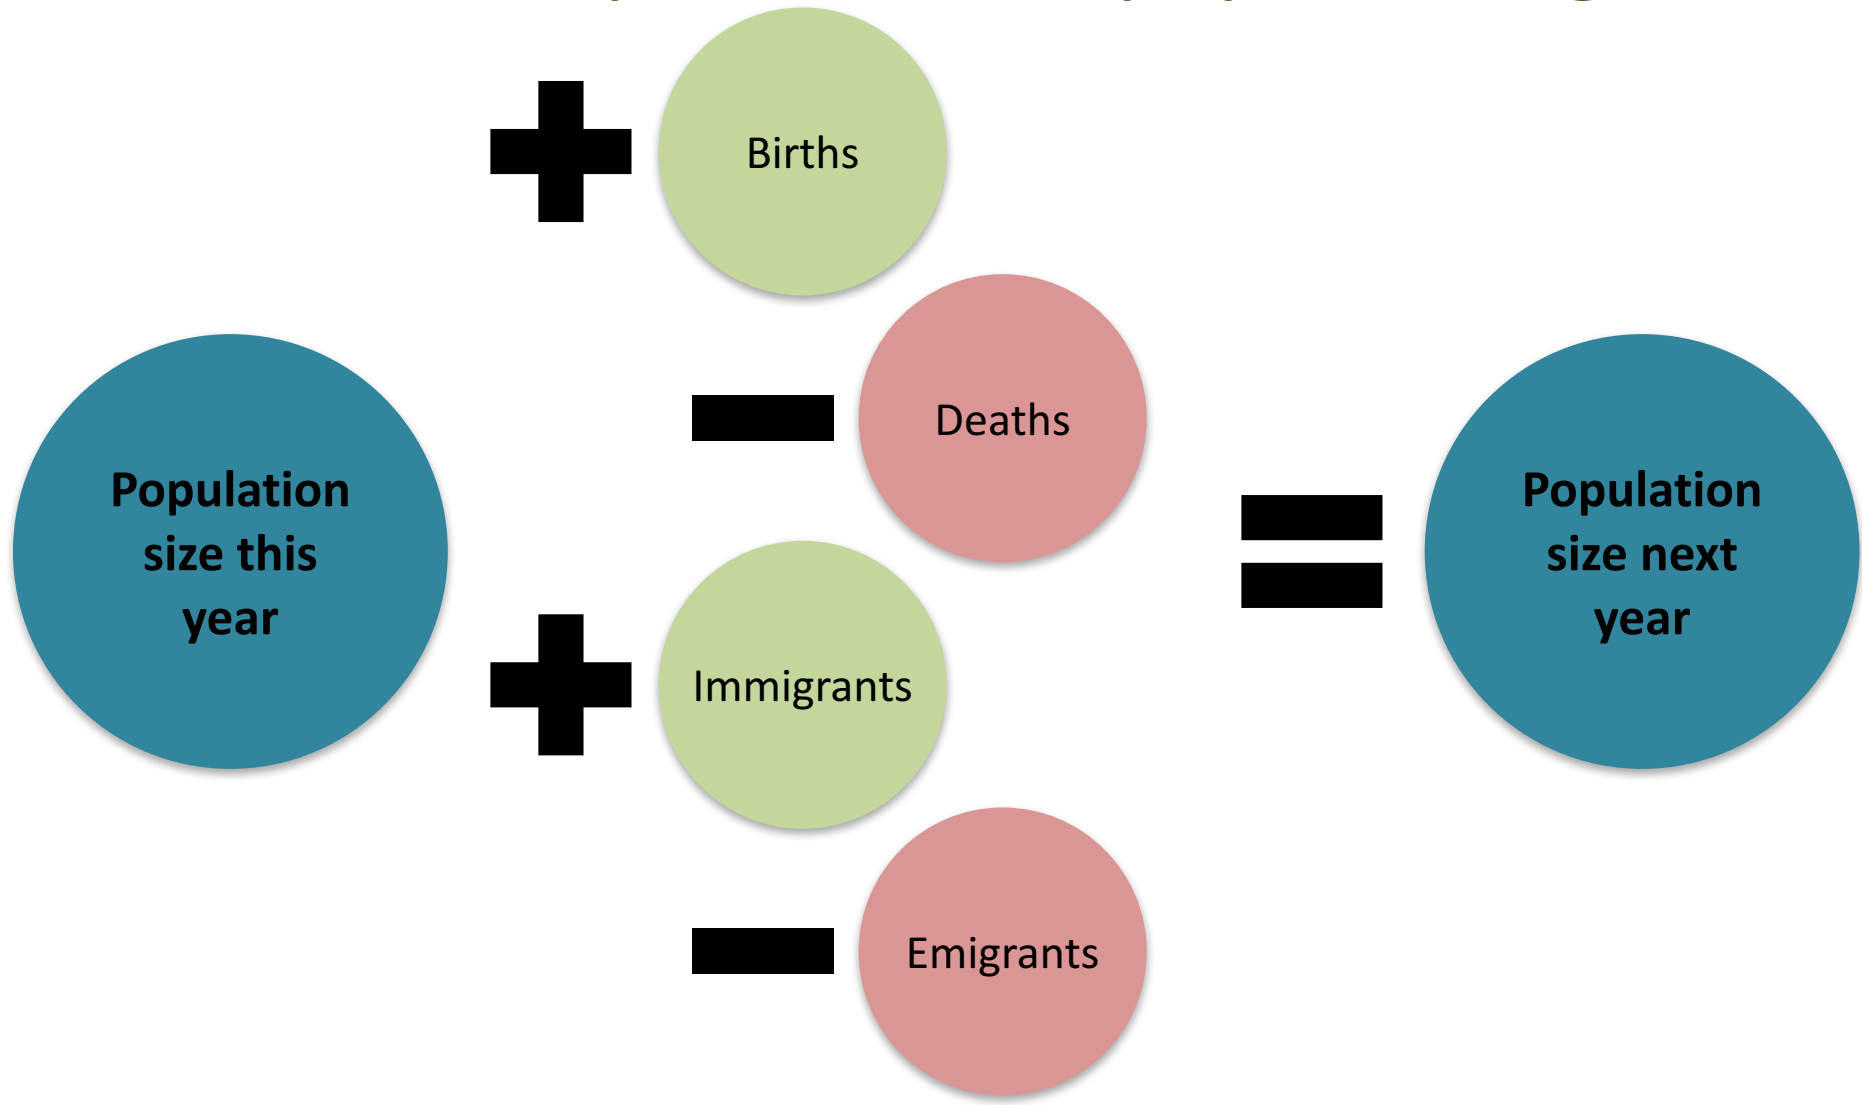 Births
Deaths
Population
size this
year
Population
size next
year
Immigrants
Emigrants